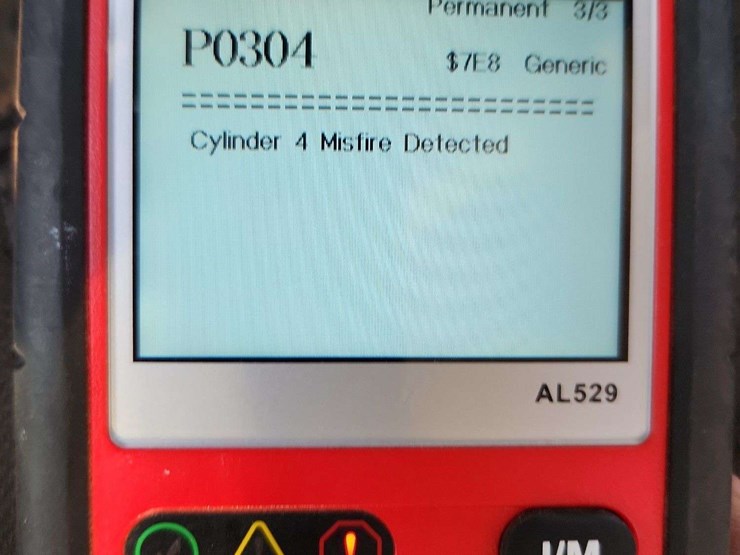 Permanent 3/3
P0304 $7E8 Generic
==============================
Cylinder 4 Misfire Detected
AL529
I/M